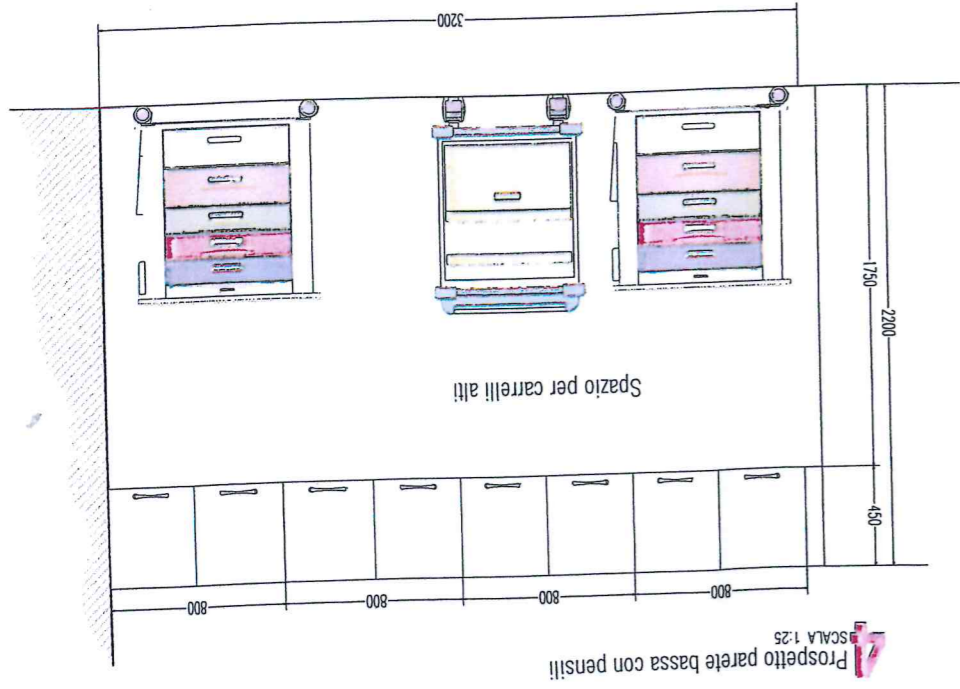 4 Prospetto parete bassa con pensili
SCALA 1:25
800 800 800 800
450
2200
1750
Spazio per carrelli alti
3200